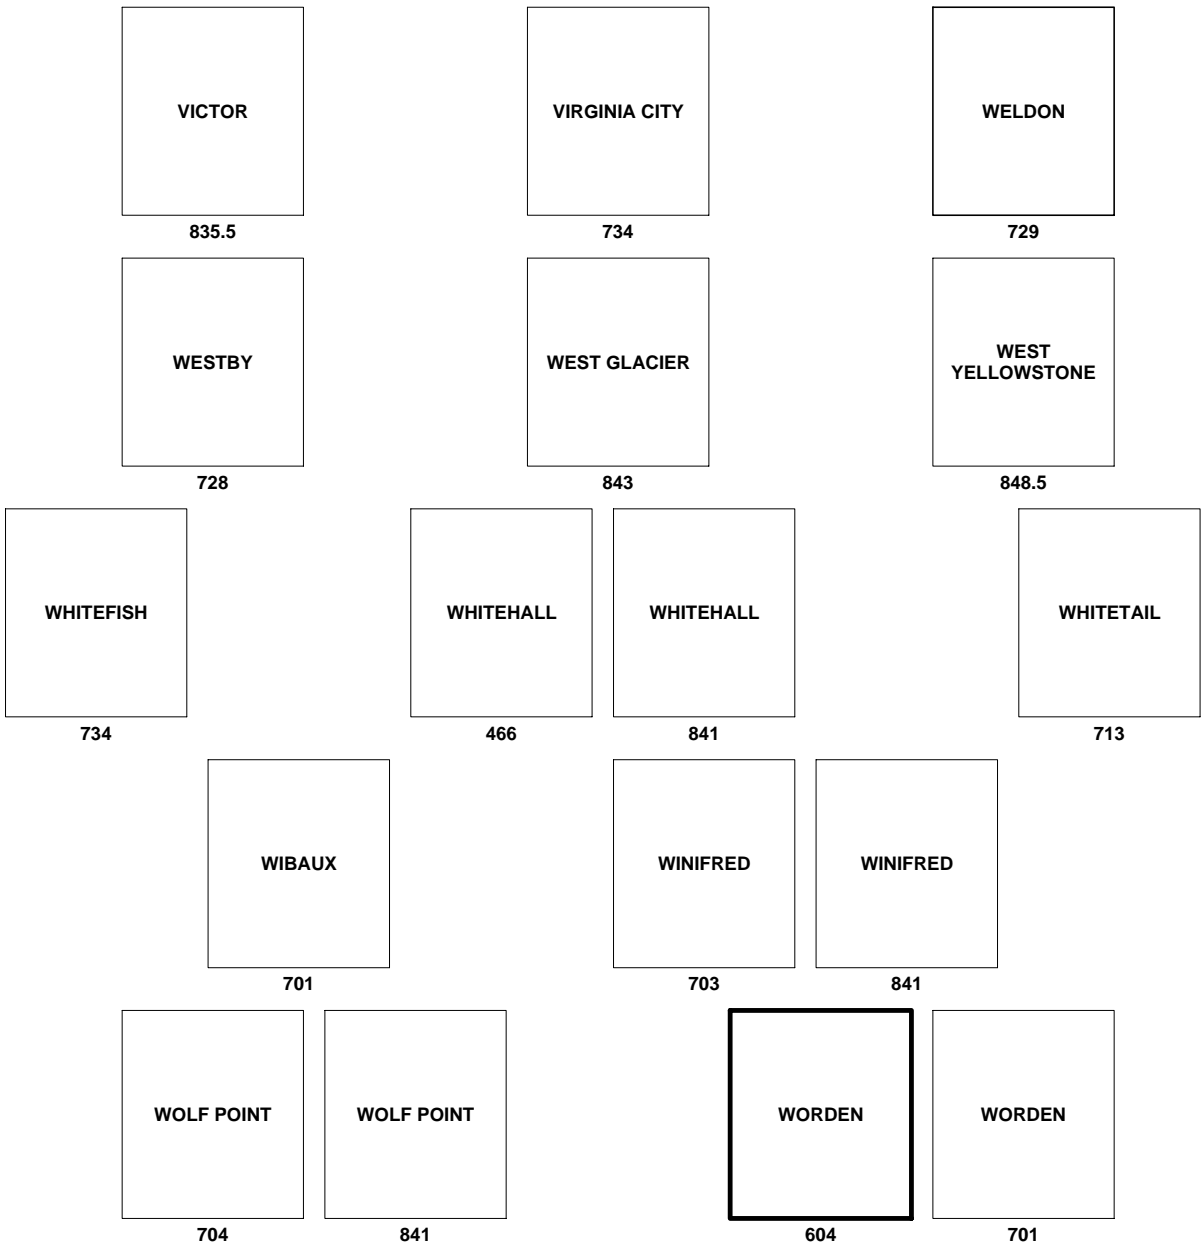 VICTOR
VIRGINIA CITY
WELDON
835.5
734
729
WESTBY
WEST GLACIER
WEST
YELLOWSTONE
728
843
848.5
WHITEFISH
WHITEHALL
WHITEHALL
WHITETAIL
734
466
841
713
WIBAUX
WINIFRED
WINIFRED
701
703
841
WOLF POINT
WOLF POINT
WORDEN
WORDEN
704
841
604
701